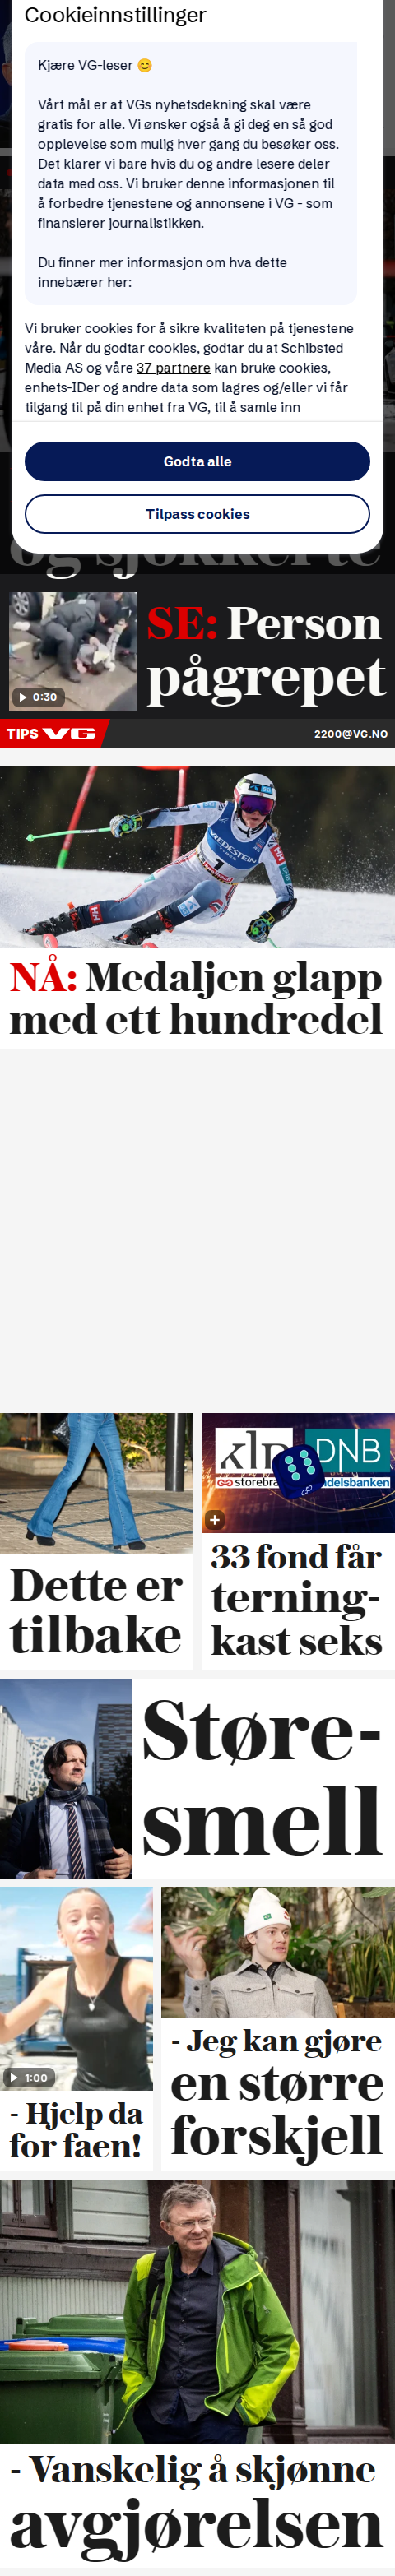 Cookieinnstillinger
Kjære VG-leser 😊
Vårt mål er at VGs nyhetsdekning skal være
gratis for alle. Vi ønsker også å gi deg en så god
opplevelse som mulig hver gang du besøker oss.
Det klarer vi bare hvis du og andre lesere deler
data med oss. Vi bruker denne informasjonen til
å forbedre tjenestene og annonsene i VG - som
finansierer journalistikken.
Du finner mer informasjon om hva dette
innebærer her:
Vi bruker cookies for å sikre kvaliteten på tjenestene
våre. Når du godtar cookies, godtar du at Schibsted
Media AS og våre 37 partnere kan bruke cookies,
enhets-IDer og andre data som lagres og/eller vi får
tilgang til på din enhet fra VG, til å samle inn
Godta alle
Tilpass cookies
og sjokkerte
SE: Person
pågrepet
0:30
TIPS VG
2200@VG.NO
VREDESTEIN
1
NÅ: Medaljen glapp
med ett hundredel
Dette er
tilbake
DNB
33 fond får
terning-
kast seks
Støre-
smell
1:00
- Hjelp da
for faen!
- Jeg kan gjøre
en større
forskjell
- Vanskelig å skjønne
avgjørelsen